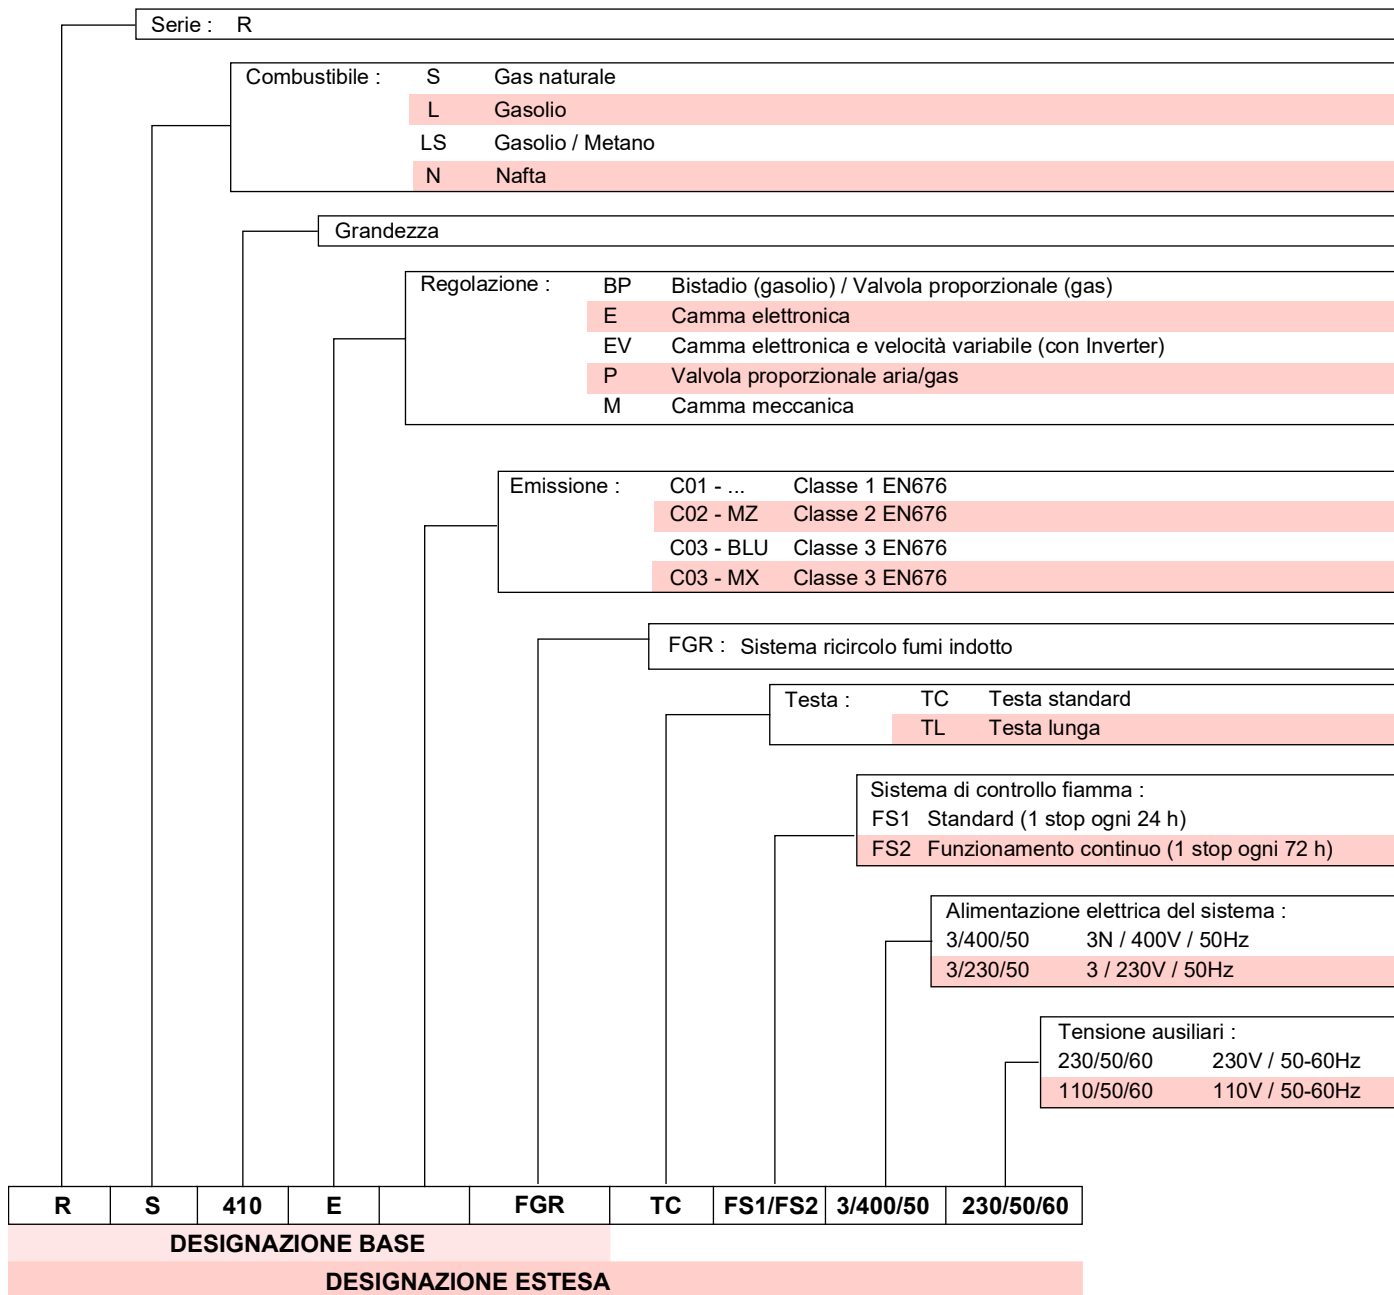 Serie : R
Combustibile : S Gas naturale
L Gasolio
LS Gasolio / Metano
N Nafta
Grandezza
Regolazione : BP Bistadio (gasolio) / Valvola proporzionale (gas)
E Camma elettronica
EV Camma elettronica e velocità variabile (con Inverter)
P Valvola proporzionale aria/gas
M Camma meccanica
Emissione : C01 - ... Classe 1 EN676
C02 - MZ Classe 2 EN676
C03 - BLU Classe 3 EN676
C03 - MX Classe 3 EN676
FGR : Sistema ricircolo fumi indotto
Testa : TC Testa standard
TL Testa lunga
Sistema di controllo fiamma :
FS1 Standard (1 stop ogni 24 h)
FS2 Funzionamento continuo (1 stop ogni 72 h)
Alimentazione elettrica del sistema :
3/400/50 3N / 400V / 50Hz
3/230/50 3 / 230V / 50Hz
Tensione ausiliari :
230/50/60 230V / 50-60Hz
110/50/60 110V / 50-60Hz
R S 410 E FGR TC FS1/FS2 3/400/50 230/50/60
DESIGNAZIONE BASE
DESIGNAZIONE ESTESA